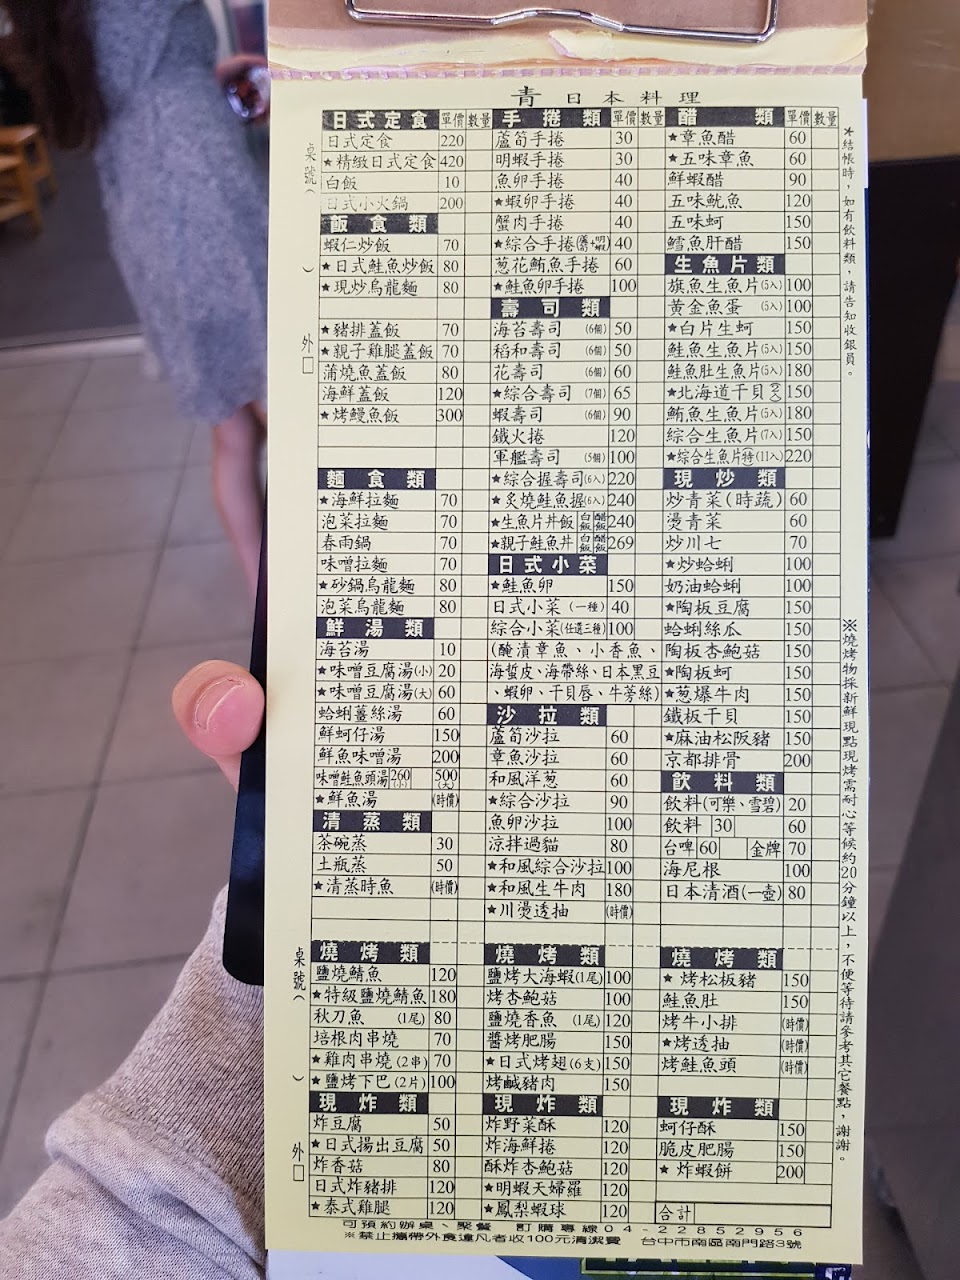 青日本料理
日式定食 單價 數量
日式定食 220
★精緻日式定食 420
白飯 10
日式小火鍋 200
飯食類
蝦仁炒飯 70
★日式鮭魚炒飯 80
★現炒烏龍麵 80
★豬排蓋飯 70
★親子雞腿蓋飯 70
蒲燒魚蓋飯 80
海鮮蓋飯 120
★烤鰻魚飯 300
麵食類
★海鮮拉麵 70
泡菜拉麵 70
春雨鍋 70
味噌拉麵 70
★砂鍋烏龍麵 80
泡菜烏龍麵 80
鮮湯類
海苔湯 10
★味噌豆腐湯(小) 20
★味噌豆腐湯(大) 60
蛤蜊薑絲湯 60
鮮蚵仔湯 150
鮮魚味噌湯 200
味噌鮭魚頭湯 260(小) 500(大)
★鮮魚湯 (時價)
清蒸類
茶碗蒸 30
土瓶蒸 50
★清蒸時魚 (時價)
手捲類 單價 數量
蘆筍手捲 30
明蝦手捲 30
魚卵手捲 40
★蝦卵手捲 40
蟹肉手捲 40
★綜合手捲 40
葱花鮪魚手捲 60
★鮭魚卵手捲 100
壽司類
海苔壽司 (6個) 50
稻和壽司 (6個) 50
花壽司 (6個) 60
★綜合壽司 (7個) 65
蝦壽司 (6個) 90
鐵火捲 120
軍艦壽司 (5個) 100
★綜合握壽司(6入) 220
★炙燒鮭魚握(6入) 240
★生魚片丼飯 白飯 醋飯 240
★親子鮭魚丼 白飯 醋飯 269
日式小菜
★鮭魚卵 150
日式小菜 (一種) 40
綜合小菜(任選三種) 100
(醃漬章魚、小香魚、
海蜇皮、海帶絲、日本黑豆
、蝦卵、干貝唇、牛蒡絲)
沙拉類
蘆筍沙拉 60
章魚沙拉 60
和風洋葱 60
★綜合沙拉 90
魚卵沙拉 100
涼拌過貓 80
★和風綜合沙拉 100
★和風生牛肉 180
★川燙透抽 (時價)
醋類 單價 數量
★章魚醋 60
★五味章魚 60
鮮蝦醋 90
五味魷魚 120
五味蚵 150
鱈魚肝醋 150
生魚片類
旗魚生魚片(5入) 100
黃金魚蛋 (5入) 100
★白片生蚵 150
鮭魚生魚片(5入) 150
鮭魚肚生魚片(5入) 180
★北海道干貝 150
鮪魚生魚片(5入) 180
綜合生魚片(7入) 150
★綜合生魚片(特)(11入) 220
現炒類
炒青菜(時蔬) 60
燙青菜 60
炒川七 70
★炒蛤蜊 100
奶油蛤蜊 100
★陶板豆腐 150
蛤蜊絲瓜 150
陶板杏鮑菇 150
★陶板蚵 150
★葱爆牛肉 150
鐵板干貝 150
★麻油松阪豬 150
京都排骨 200
飲料類
飲料(可樂、雪碧) 20
飲料 30 60
台啤 60 金牌 70
海尼根 100
日本清酒(一壺) 80
燒烤類
鹽燒鯖魚 120
★特級鹽燒鯖魚 180
秋刀魚 (1尾) 80
培根肉串燒 70
★雞肉串燒 (2串) 70
★鹽烤下巴 (2片) 100
現炸類
炸豆腐 50
★日式揚出豆腐 50
炸香菇 80
日式炸豬排 120
★泰式雞腿 120
燒烤類
鹽烤大海蝦(1尾) 100
烤杏鮑菇 100
鹽燒香魚 (1尾) 120
醬烤肥腸 150
★日式烤翅(6支) 150
烤鹹豬肉 150
現炸類
炸野菜酥 120
炸海鮮捲 120
酥炸杏鮑菇 120
★明蝦天婦羅 120
★鳳梨蝦球 120
燒烤類
★烤松板豬 150
鮭魚肚 150
烤牛小排 (時價)
★烤透抽 (時價)
烤鮭魚頭 (時價)
現炸類
蚵仔酥 150
脆皮肥腸 150
★炸蝦餅 200
合計
可預約辦桌、聚餐 訂購專線04-22852956
※禁止攜帶外食違凡者收100元清潔費 台中市南區南門路3號
桌號(
)
外□
桌號(
)
外□
★結帳時，如有飲料類，請告知收銀員。
※燒烤物採新鮮現點現烤需耐心等候約20分鐘以上，不便等待請參考其它餐點，謝謝。